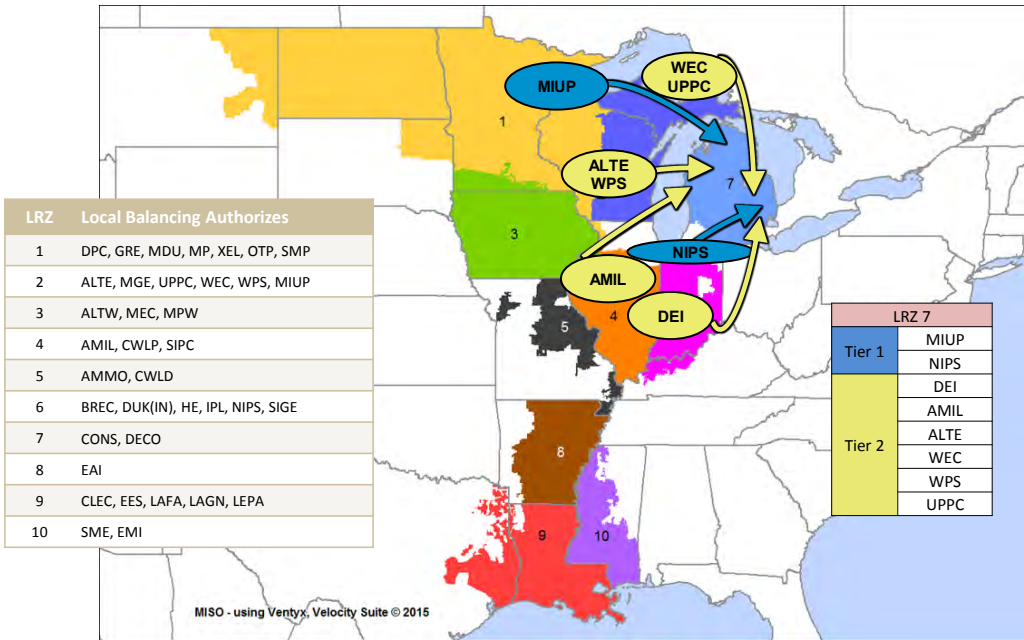 WEC
UPPC
MIUP
1
ALTE
WPS
7
LRZ Local Balancing Authorizes
1 DPC, GRE, MDU, MP, XEL, OTP, SMP
2 ALTE, MGE, UPPC, WEC, WPS, MIUP
3 ALTW, MEC, MPW
4 AMIL, CWLP, SIPC
5 AMMO, CWLD
6 BREC, DUK(IN), HE, IPL, NIPS, SIGE
7 CONS, DECO
8 EAI
9 CLEC, EES, LAFA, LAGN, LEPA
10 SME, EMI
3
NIPS
AMIL
DEI
4
5
LRZ 7
Tier 1
MIUP
NIPS
Tier 2
DEI
AMIL
ALTE
WEC
WPS
UPPC
8
9
10
MISO - using Ventyx, Velocity Suite © 2015